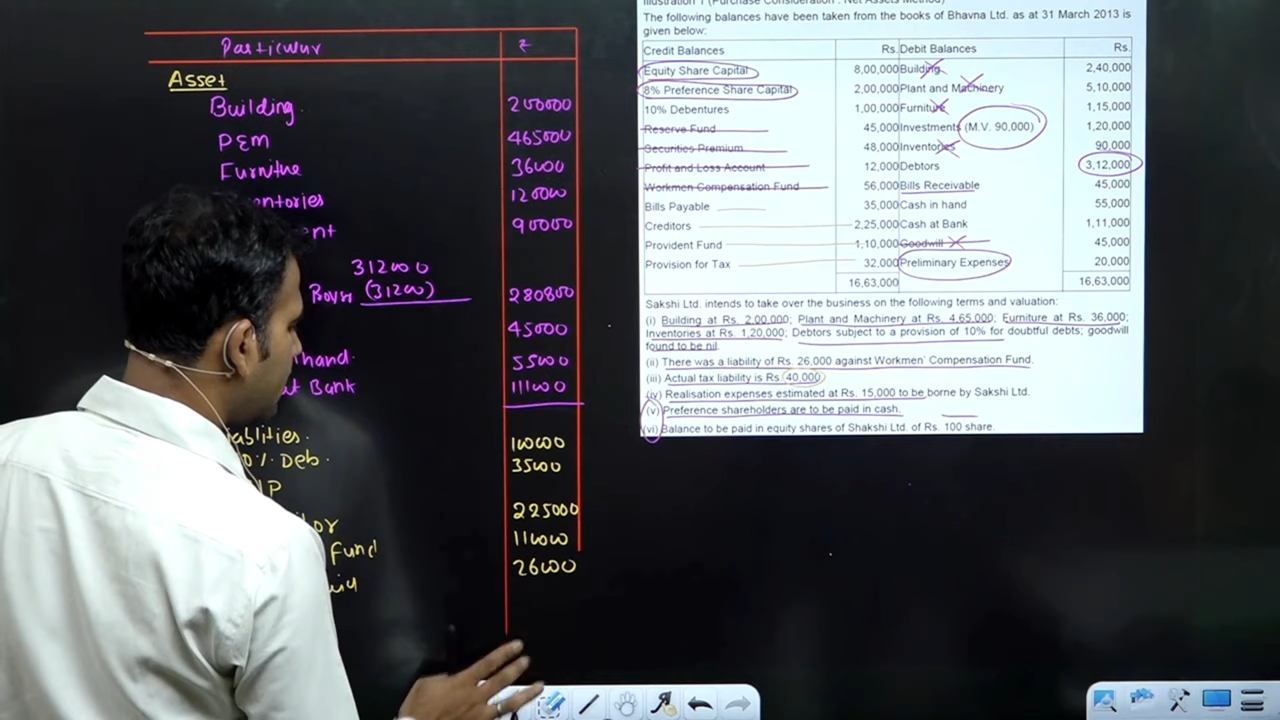 Particular ₹
Asset
Building 200000
P&M 465000
Furniture 36000
entories 120000
ent 90000
312000
(31200) 280800
45000
hand 55000
at Bank 111000
iablities.
0% Deb. 100000
/P 35000
tor 225000
Fund 110000
26000
Illustration 1 (Purchase Consideration : Net Assets Method)
The following balances have been taken from the books of Bhavna Ltd. as at 31 March 2013 is
given below:
Credit Balances Rs. Debit Balances Rs.
Equity Share Capital 8,00,000 Building 2,40,000
8% Preference Share Capital 2,00,000 Plant and Machinery 5,10,000
10% Debentures 1,00,000 Furniture 1,15,000
Reserve Fund 45,000 Investments (M.V. 90,000) 1,20,000
Securities Premium 48,000 Inventories 90,000
Profit and Loss Account 12,000 Debtors 3,12,000
Workmen Compensation Fund 56,000 Bills Receivable 45,000
Bills Payable 35,000 Cash in hand 55,000
Creditors 2,25,000 Cash at Bank 1,11,000
Provident Fund 1,10,000 Goodwill 45,000
Provision for Tax 32,000 Preliminary Expenses 20,000
16,63,000 16,63,000
Sakshi Ltd. intends to take over the business on the following terms and valuation:
(i) Building at Rs. 2,00,000; Plant and Machinery at Rs. 4,65,000; Furniture at Rs. 36,000;
Inventories at Rs. 1,20,000; Debtors subject to a provision of 10% for doubtful debts; goodwill
found to be nil.
(ii) There was a liability of Rs. 26,000 against Workmen' Compensation Fund.
(iii) Actual tax liability is Rs. 40,000
(iv) Realisation expenses estimated at Rs. 15,000 to be borne by Sakshi Ltd.
(v) Preference shareholders are to be paid in cash.
(vi) Balance to be paid in equity shares of Shakshi Ltd. of Rs. 100 share.